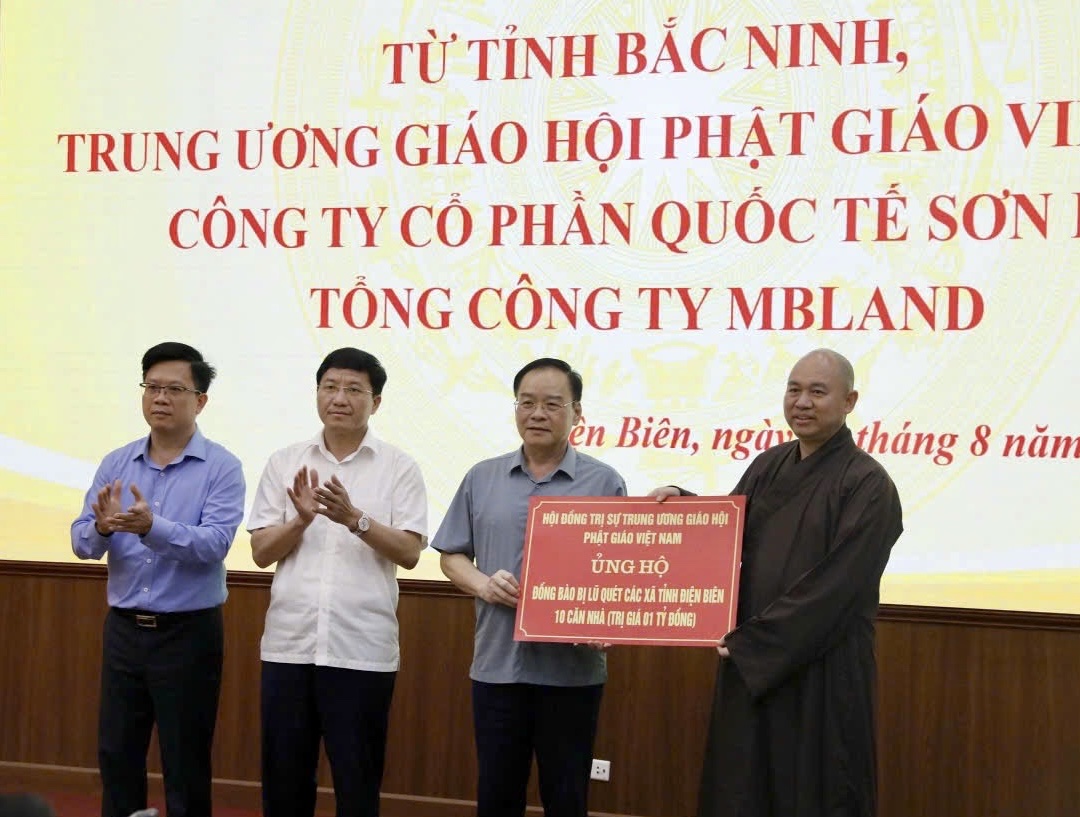 TỪ TỈNH BẮC NINH,
TRUNG ƯƠNG GIÁO HỘI PHẬT GIÁO
CÔNG TY CỔ PHẦN QUỐC TẾ SƠN
TỔNG CÔNG TY MBLAND
Biên, ngày tháng 8 năm
HỘI ĐỒNG TRỊ SỰ TRUNG ƯƠNG GIÁO HỘI
PHẬT GIÁO VIỆT NAM
ỦNG HỘ
ĐỒNG BÀO BỊ LŨ QUÉT CÁC XÃ TỈNH ĐIỆN BIÊN
10 CĂN NHÀ (TRỊ GIÁ 01 TỶ ĐỒNG)